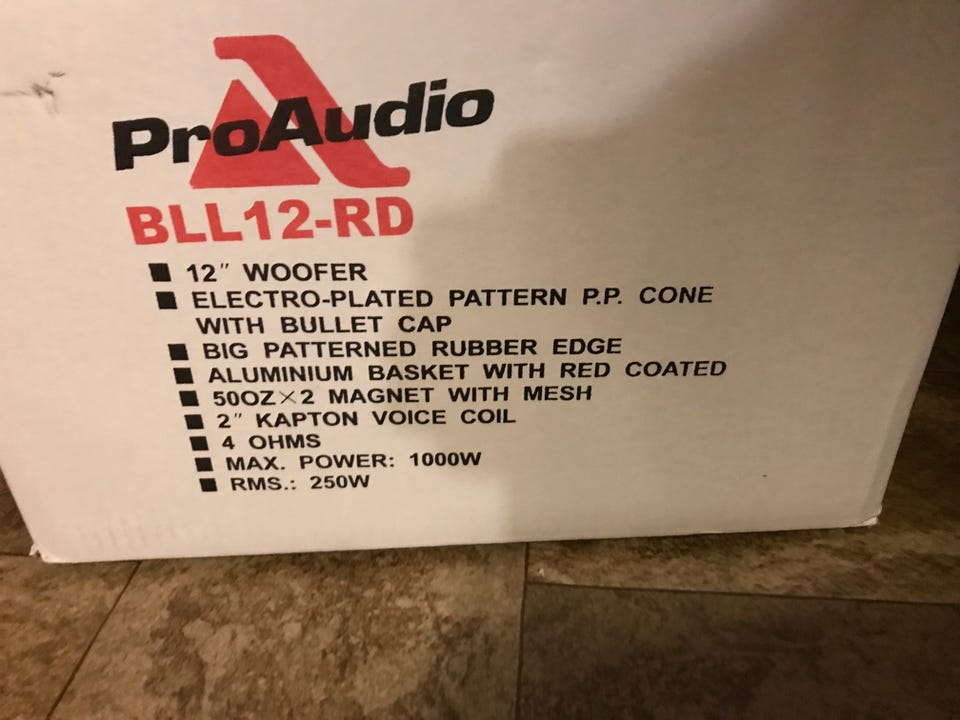 ProAudio
BLL12-RD
■ 12" WOOFER
■ ELECTRO-PLATED PATTERN P.P. CONE
WITH BULLET CAP
■ BIG PATTERNED RUBBER EDGE
■ ALUMINIUM BASKET WITH RED COATED
■ 50OZ×2 MAGNET WITH MESH
■ 2" KAPTON VOICE COIL
■ 4 OHMS
■ MAX. POWER: 1000W
■ RMS.: 250W